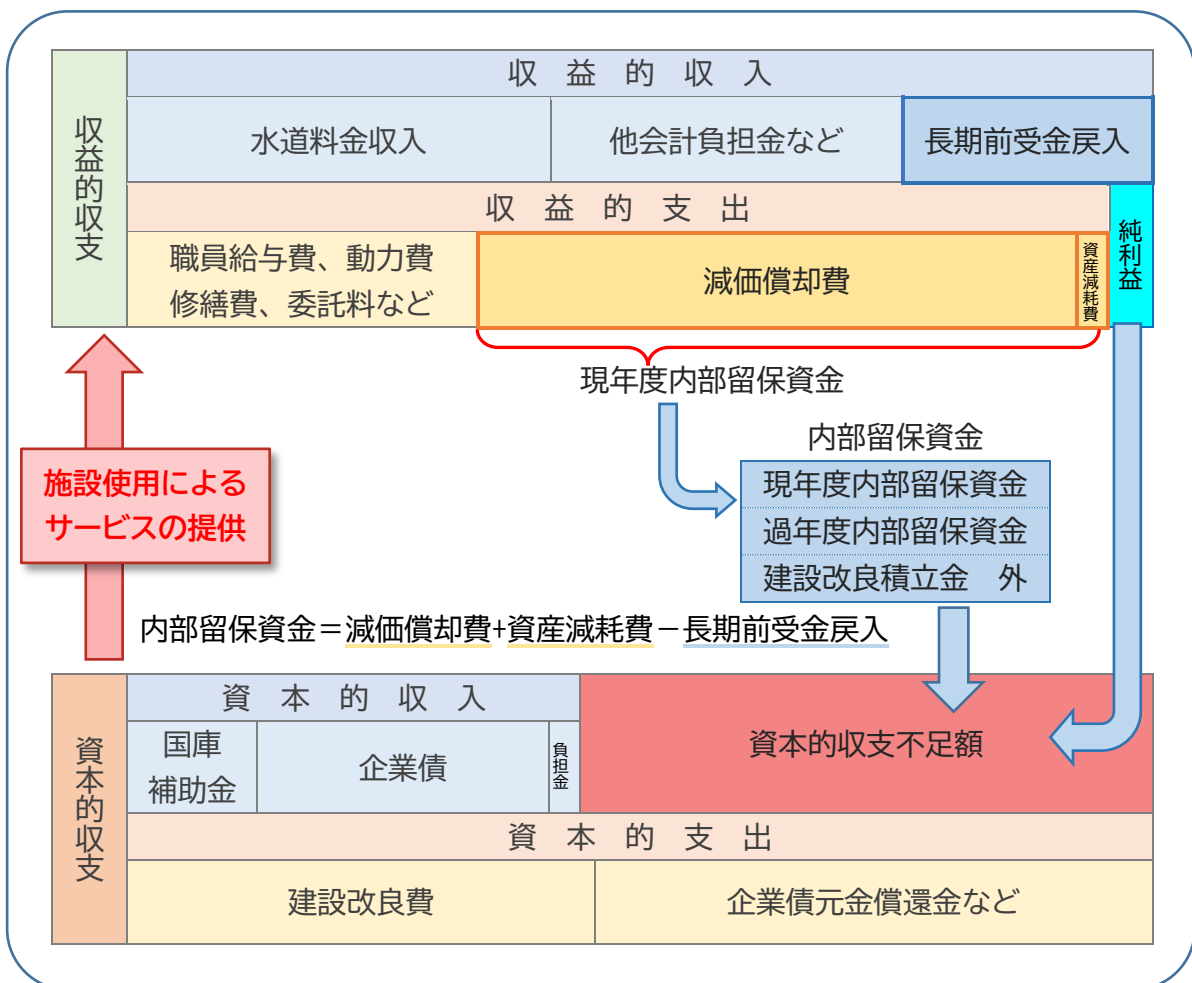 収益的収支
収益的収入
水道料金収入
他会計負担金など
長期前受金戻入
収益的支出
純利益
職員給与費、動力費
修繕費、委託料など
減価償却費
資産減耗費
現年度内部留保資金
内部留保資金
現年度内部留保資金
過年度内部留保資金
建設改良積立金　外
施設使用による
サービスの提供
内部留保資金＝減価償却費+資産減耗費－長期前受金戻入
資本的収支
資本的収入
国庫
補助金
企業債
負担金
資本的収支不足額
資本的支出
建設改良費
企業債元金償還金など